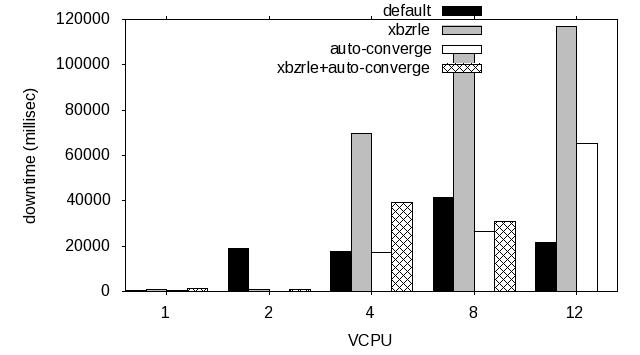 default
xbzrle
auto-converge
xbzrle+auto-converge
120000
100000
80000
60000
40000
20000
0
downtime (millisec)
1 2 4 8 12
VCPU